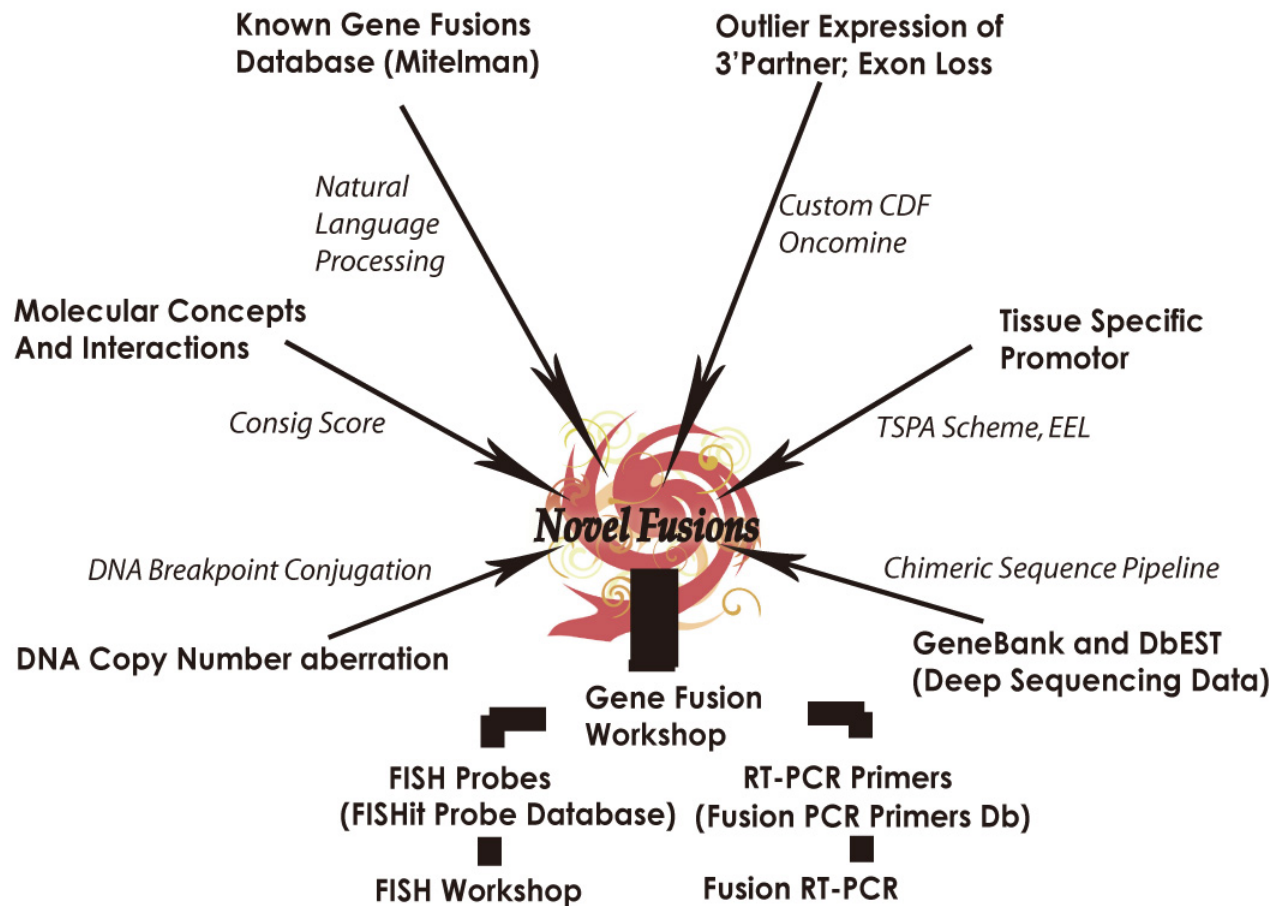 Known Gene Fusions
Database (Mitelman)
Outlier Expression of
3'Partner; Exon Loss
Natural
Language
Processing
Custom CDF
Oncomine
Molecular Concepts
And Interactions
Tissue Specific
Promotor
Consig Score
TSPA Scheme, EEL
Novel Fusions
DNA Breakpoint Conjugation
Chimeric Sequence Pipeline
DNA Copy Number aberration
GeneBank and DbEST
(Deep Sequencing Data)
Gene Fusion
Workshop
FISH Probes
(FISHit Probe Database)
RT-PCR Primers
(Fusion PCR Primers Db)
FISH Workshop
Fusion RT-PCR